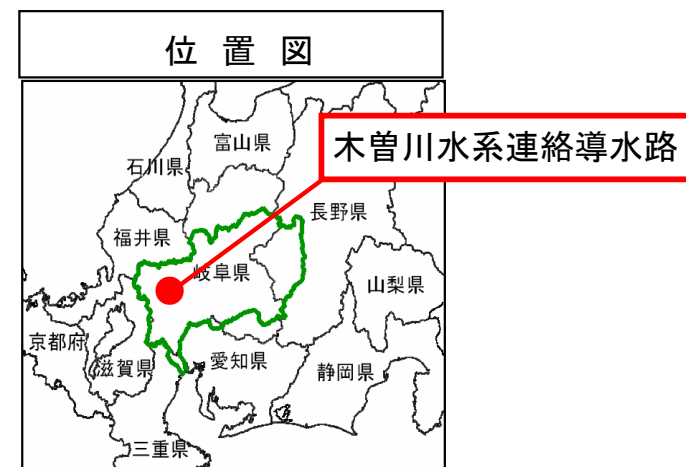 位置図
木曽川水系連絡導水路
富山県
石川県
長野県
福井県
岐阜県
山梨県
京都府
滋賀県
愛知県
静岡県
三重県